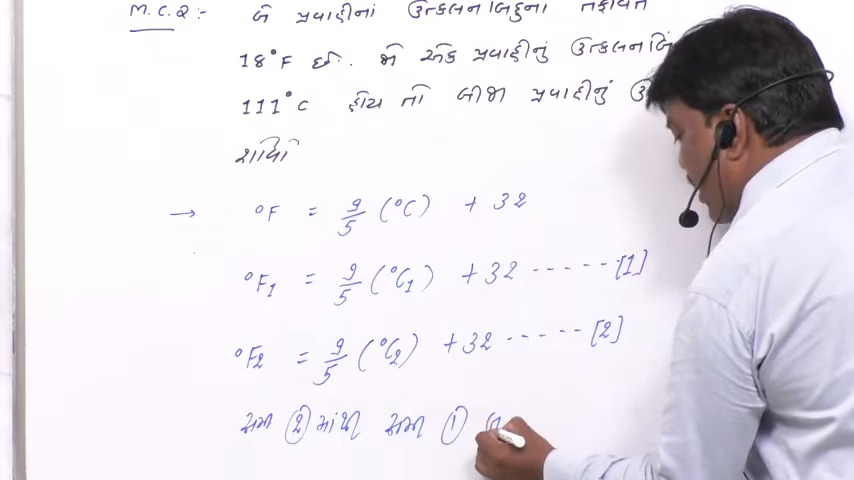 M.C.Q :- બે પ્રવાહીનાં ઉત્કલનબિંદુના તફાવત
18°F છે. જો એક પ્રવાહીનું ઉત્કલનબિં
111°C હોય તો બીજા પ્રવાહીનું ઉ
શોધો
→ °F = 9/5 (°C) + 32
°F1 = 9/5 (°C1) + 32 ------[1]
°F2 = 9/5 (°C2) + 32 ------[2]
સમી (2) માંથી સમી (1)